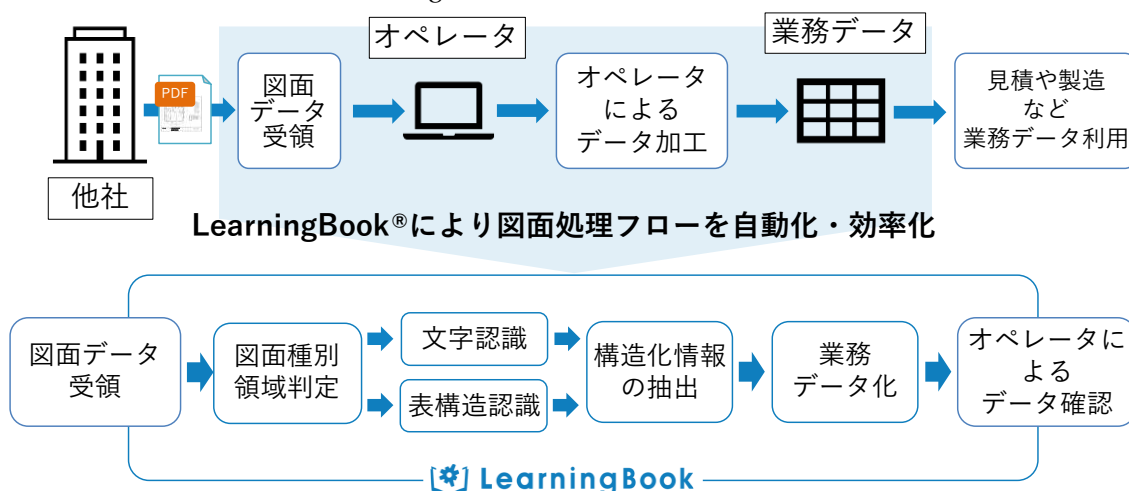 オペレータ
業務データ
PDF
図面
データ
受領
オペレータ
による
データ加工
見積や製造
など
業務データ利用
他社
LearningBook®により図面処理フローを自動化・効率化
図面データ
受領
図面種別
領域判定
文字認識
表構造認識
構造化情報
の抽出
業務
データ化
オペレータに
よる
データ確認
LearningBook